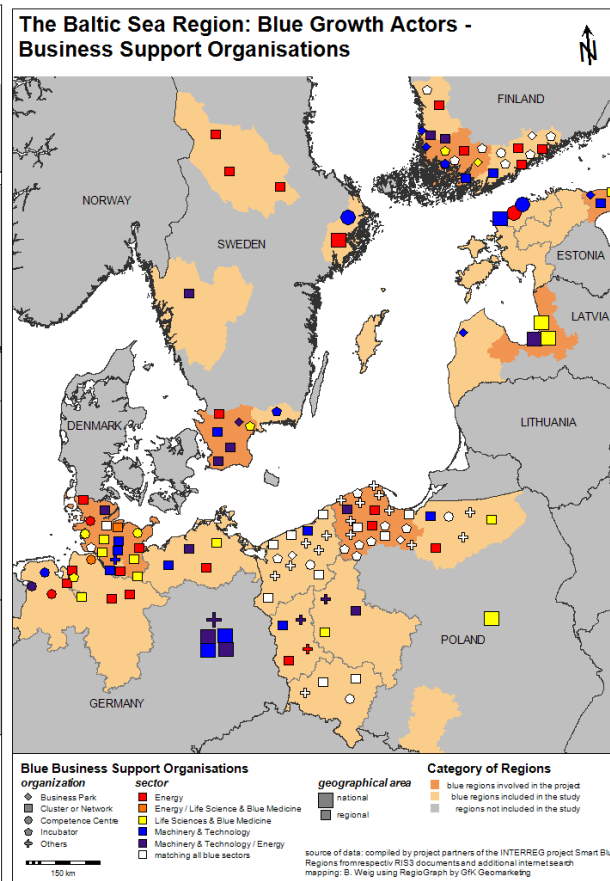 The Baltic Sea Region: Blue Growth Actors -
Business Support Organisations
N
FINLAND
NORWAY
SWEDEN
ESTONIA
LATVIA
DENMARK
LITHUANIA
POLAND
GERMANY
Blue Business Support Organisations
organization
Business Park
Cluster or Network
Competence Centre
Incubator
Others
150 km
sector
Energy
Energy / Life Science & Blue Medicine
Life Sciences & Blue Medicine
Machinery & Technology
Machinery & Technology / Energy
matching all blue sectors
geographical area
national
regional
Category of Regions
blue regions involved in the project
blue regions included in the study
regions not included in the study
source of data: compiled by project partners of the INTERREG project Smart Blu
Regions from respectiv RIS3 documents and additional internet search
mapping: B. Weig using RegioGraph by GfK Geomarketing